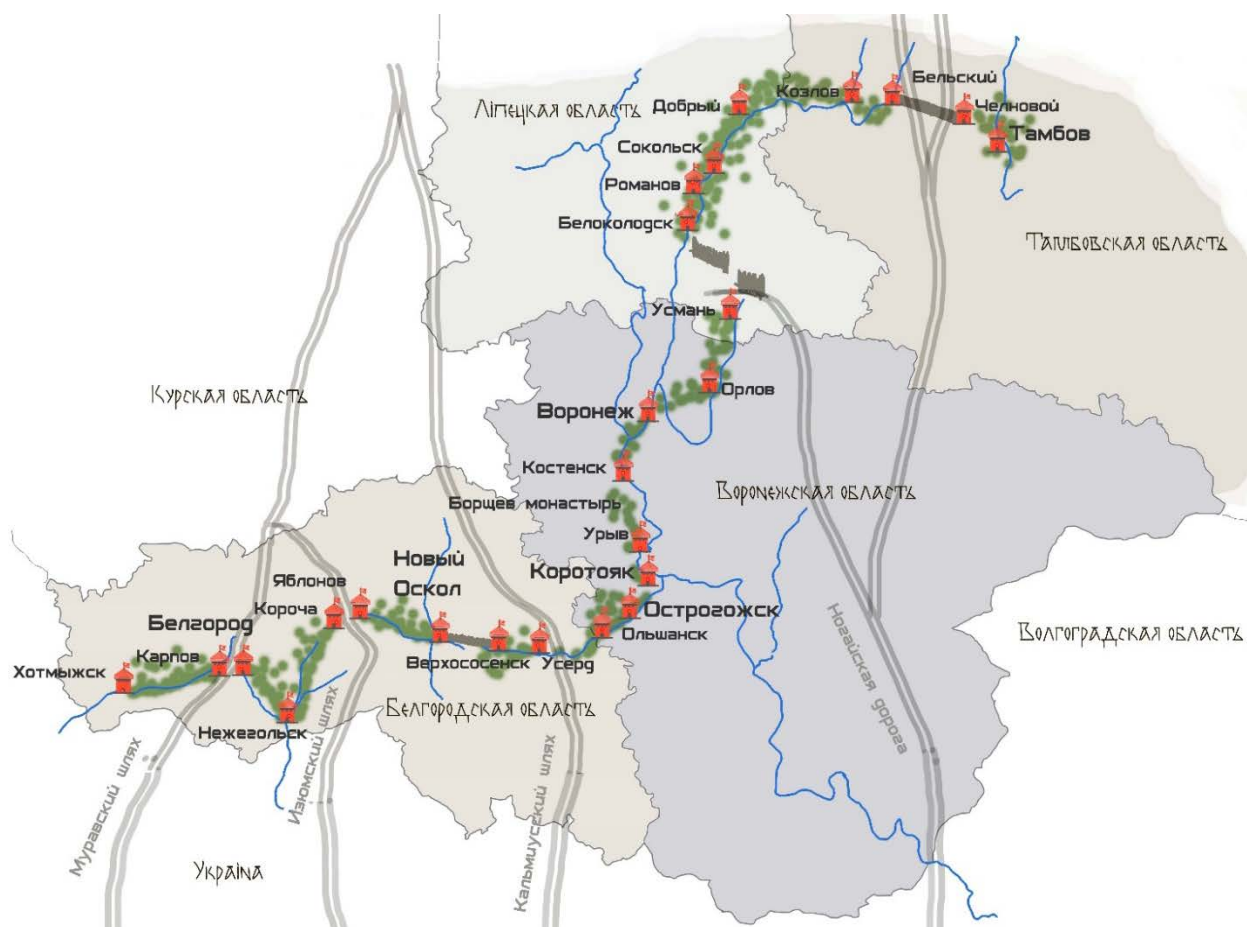 Бельский
Козлов
Челновой
Липецкая область
Добрый
Тамбов
Сокольск
Романов
Белоколодск
Тамбовская область
Усмань
Орлов
Курская область
Воронеж
Костенск
Воронежская область
Борщев монастырь
Урыв
Новый
Оскол
Коротояк
Яблонов
Короча
Острогожск
Белгород
Ольшанск
Волгоградская область
Карпов
Верхососенск
Усерд
Хотмыжск
Белгородская область
Нежегольск
Ногайская дорога
Муравский шлях
Изюмский шлях
Кальмиусский шлях
Україна